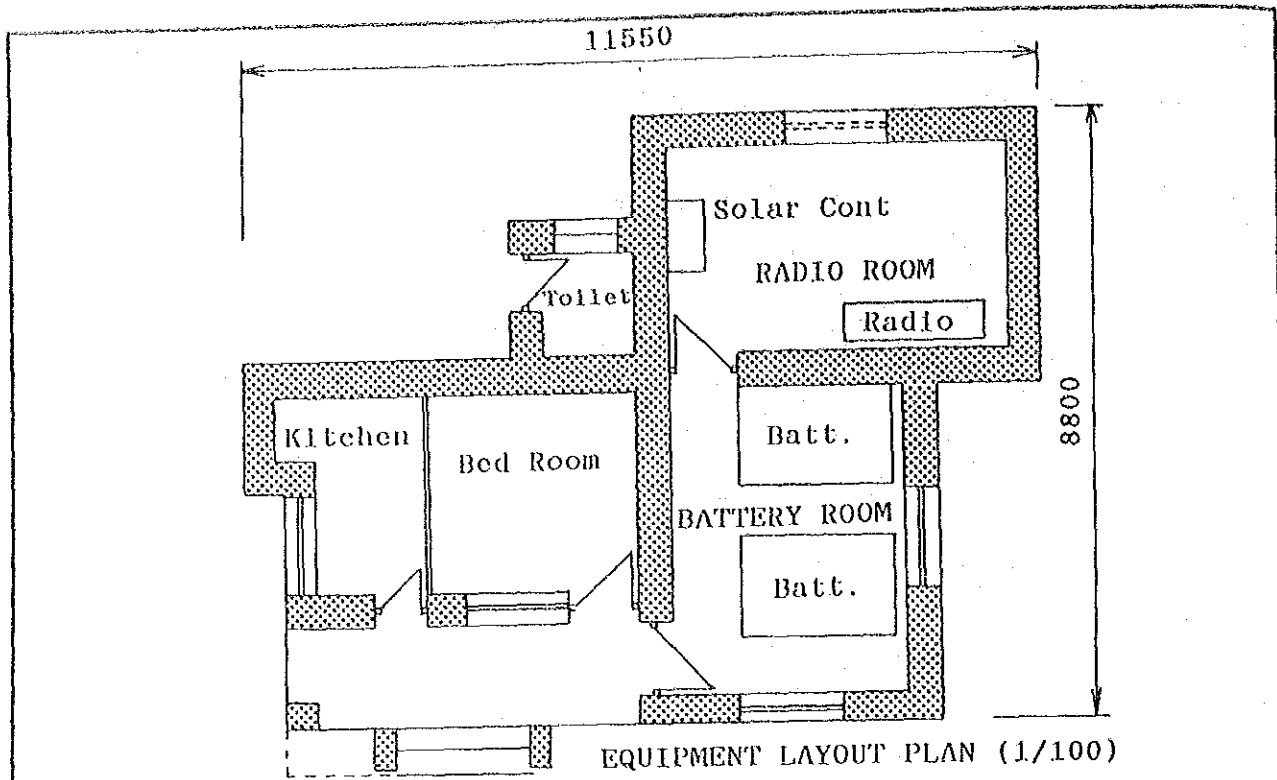 11550
Solar Cont
RADIO ROOM
Toilet
Radio
8800
Kitchen
Bed Room
Batt.
BATTERY ROOM
Batt.
EQUIPMENT LAYOUT PLAN (1/100)